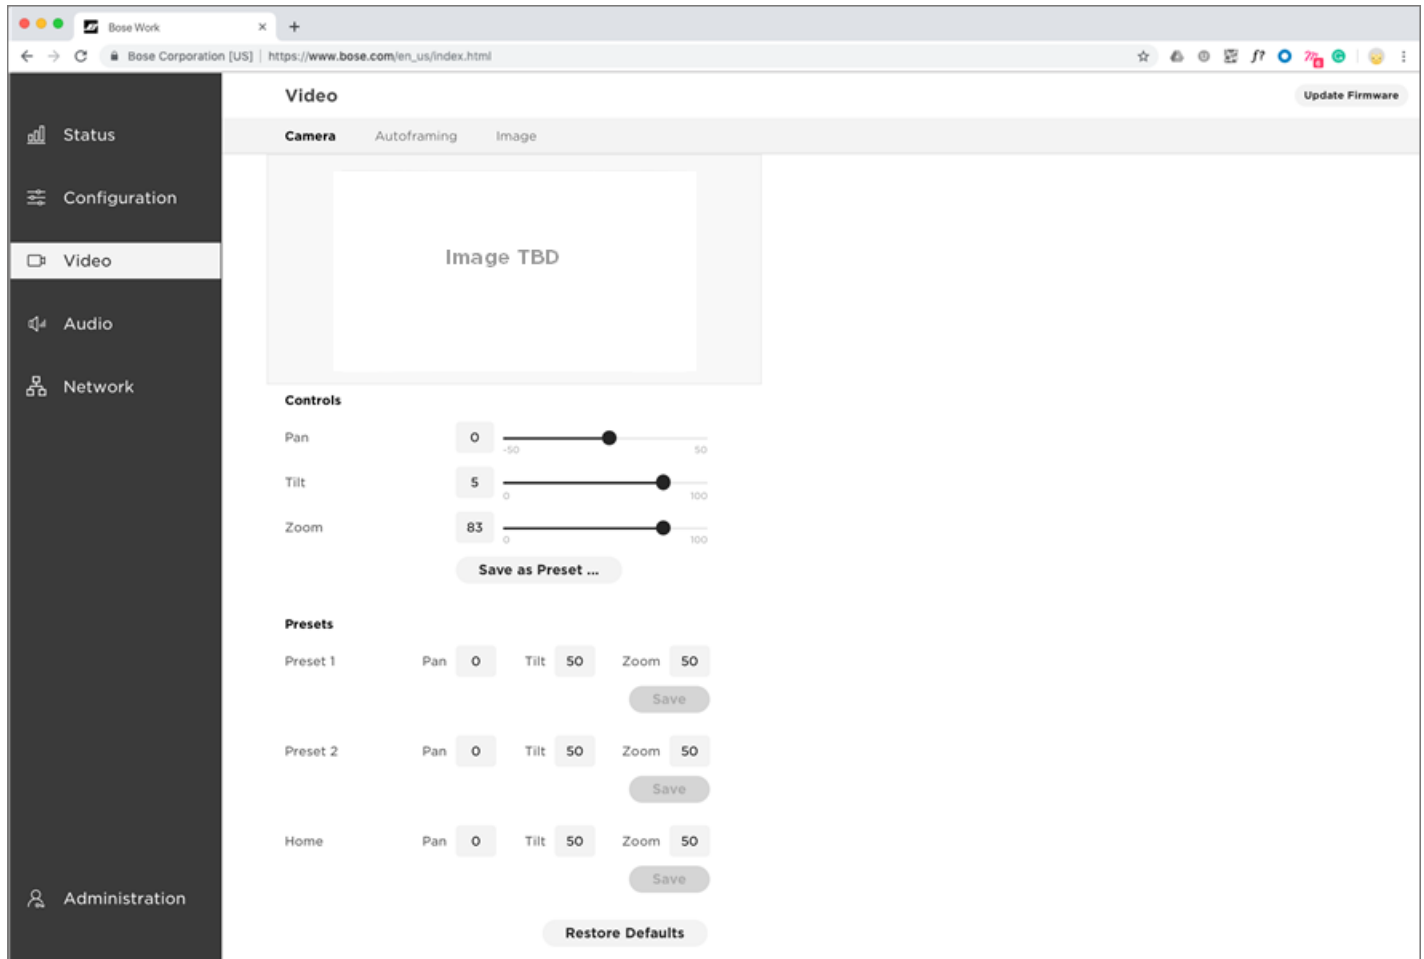 Bose Work
Bose Corporation [US] | https://www.bose.com/en_us/index.html
Video
Update Firmware
Camera Autoframing Image
Status
Configuration
Video
Audio
Network
Administration
Image TBD
Controls
Pan 0
-50 50
Tilt 5
0 100
Zoom 83
0 100
Save as Preset ...
Presets
Preset 1 Pan 0 Tilt 50 Zoom 50
Save
Preset 2 Pan 0 Tilt 50 Zoom 50
Save
Home Pan 0 Tilt 50 Zoom 50
Save
Restore Defaults